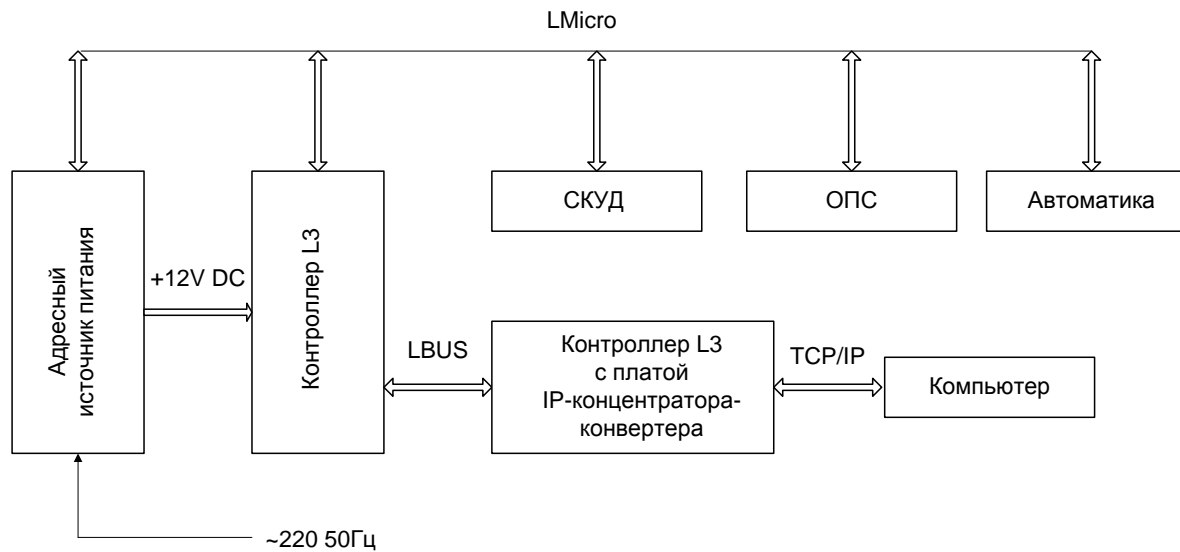 LMicro
Адресный
источник питания
+12V DC
Контроллер L3
СКУД
ОПС
Автоматика
LBUS
Контроллер L3
с платой
IP-концентратора-
конвертера
TCP/IP
Компьютер
~220 50Гц